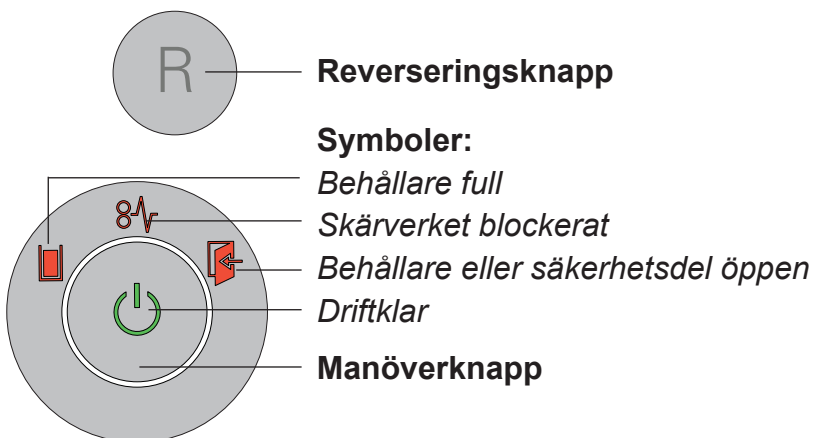 R
Reverseringsknapp
Symboler:
Behållare full
Skärverket blockerat
Behållare eller säkerhetsdel öppen
Driftklar
Manöverknapp